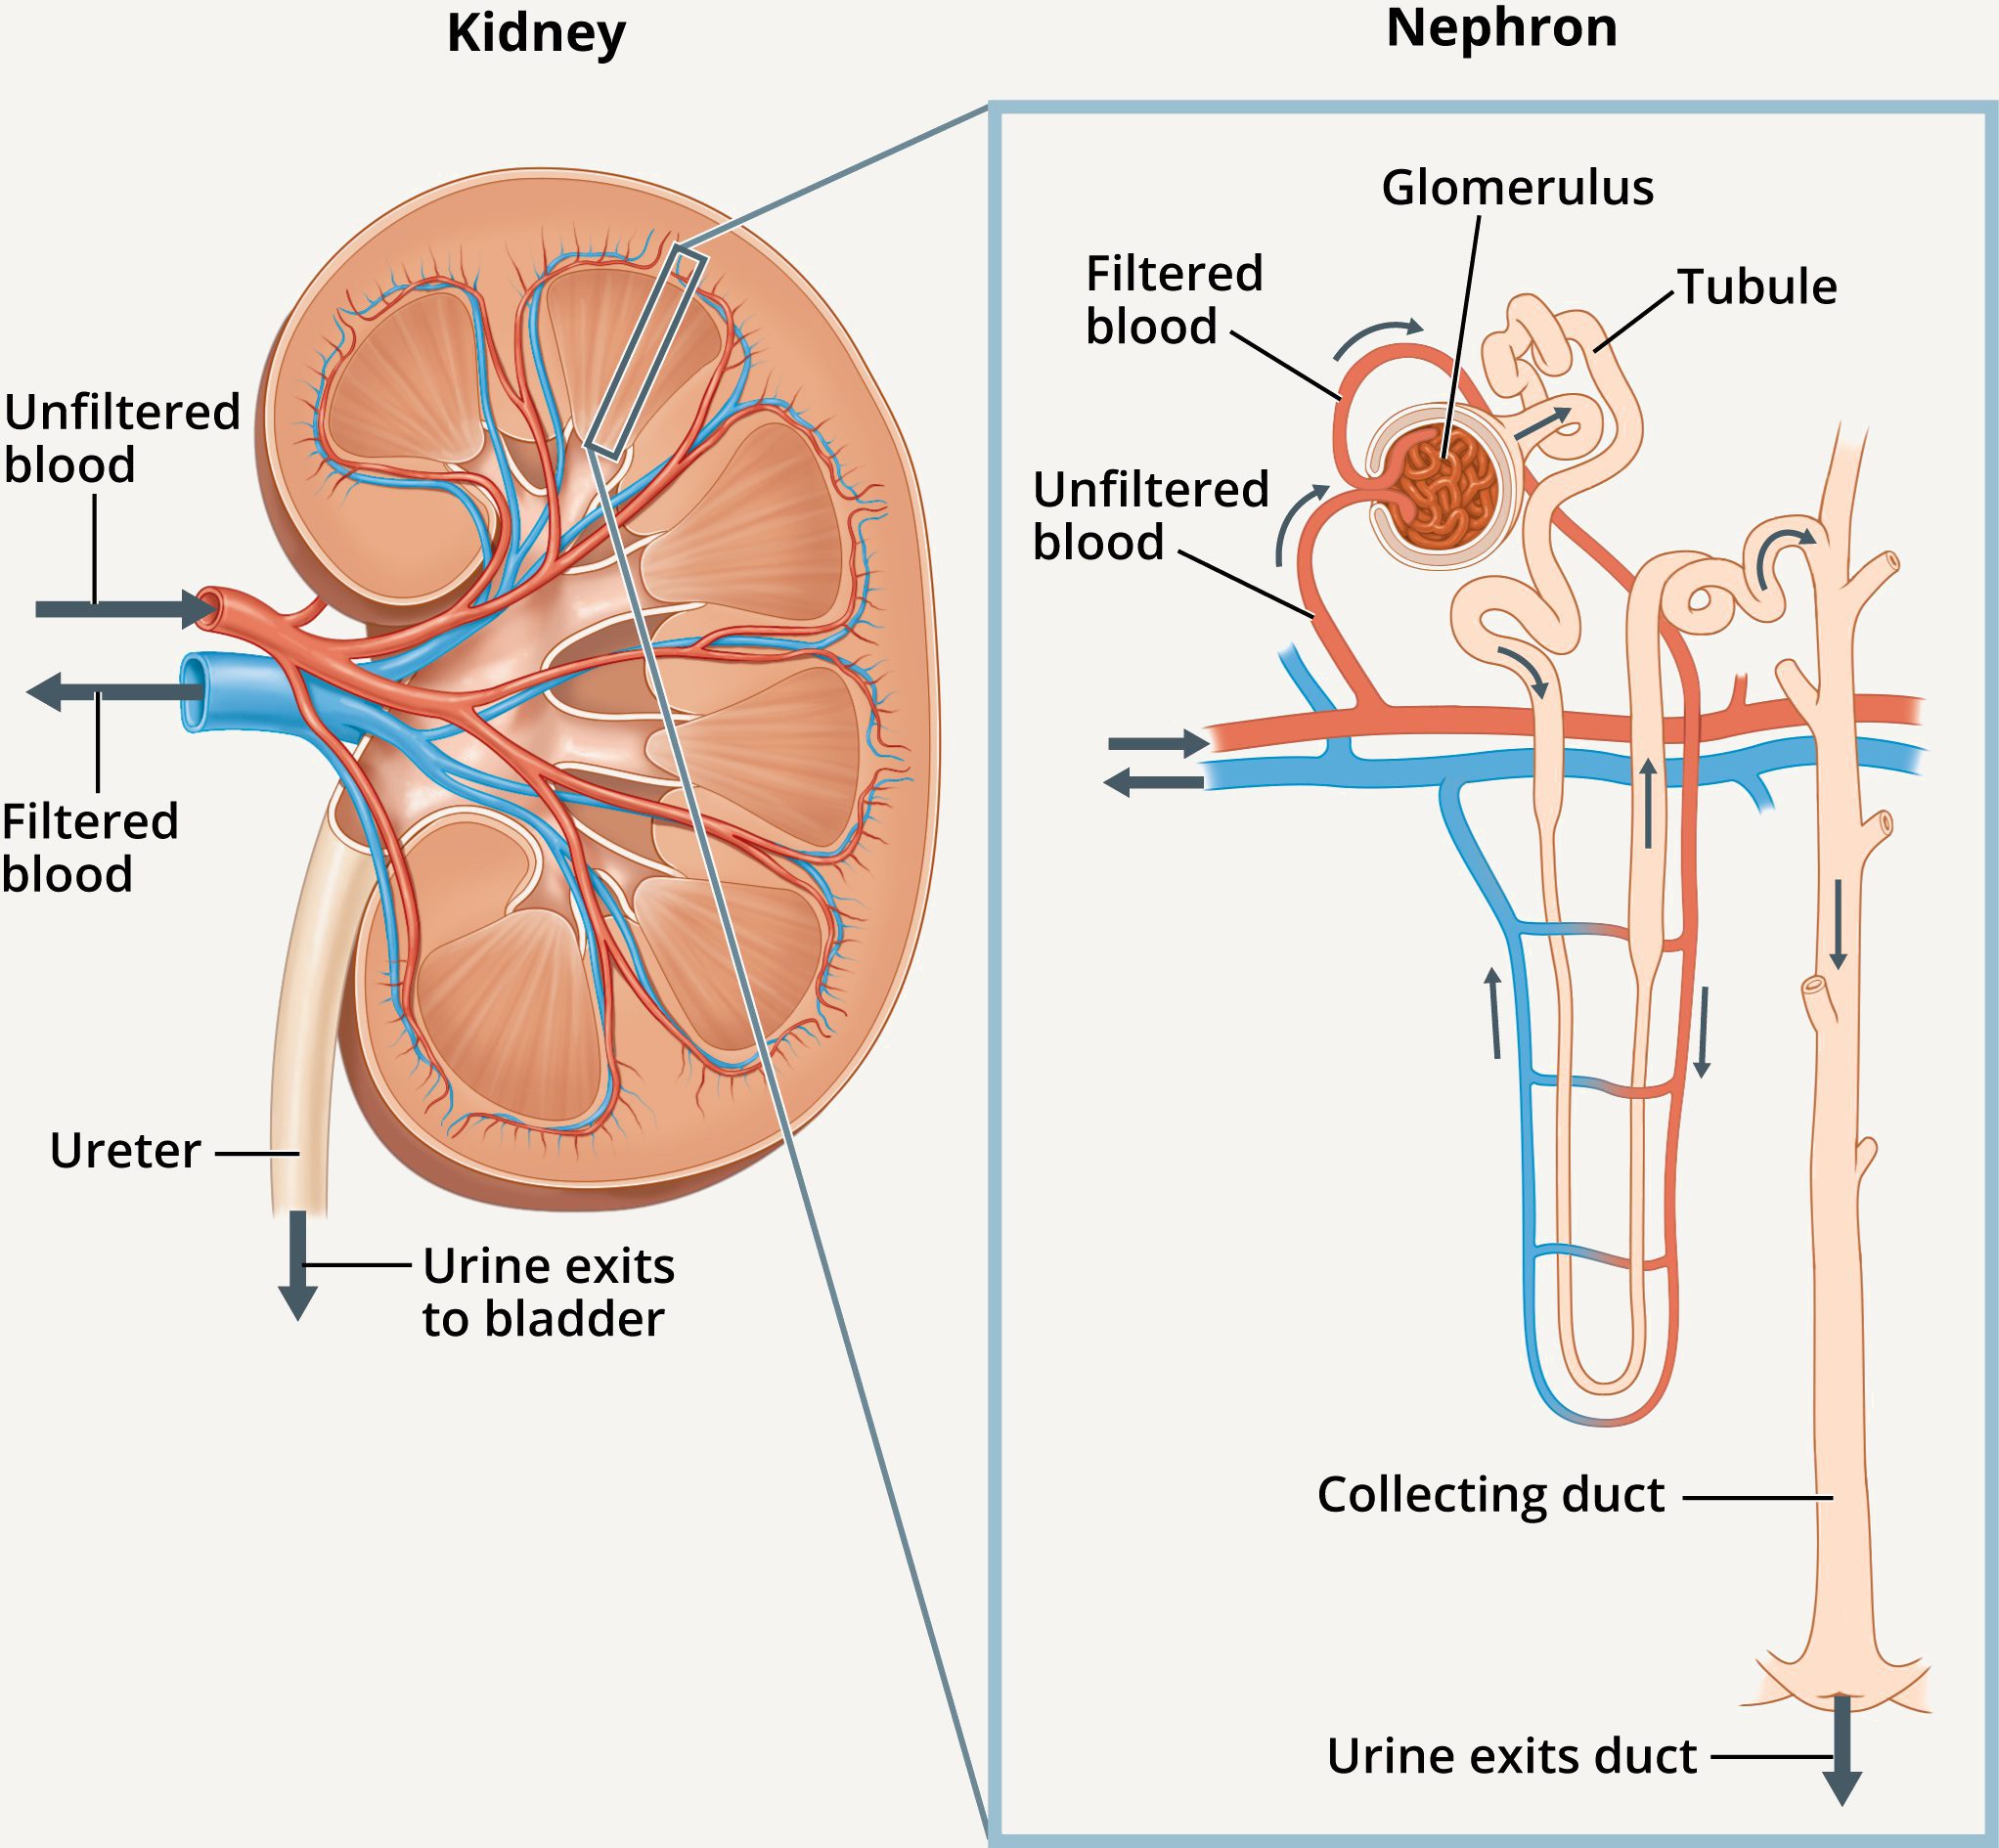 Kidney
Unfiltered
blood
Filtered
blood
Ureter
Urine exits
to bladder
Nephron
Glomerulus
Filtered
blood
Tubule
Unfiltered
blood
Collecting duct
Urine exits duct